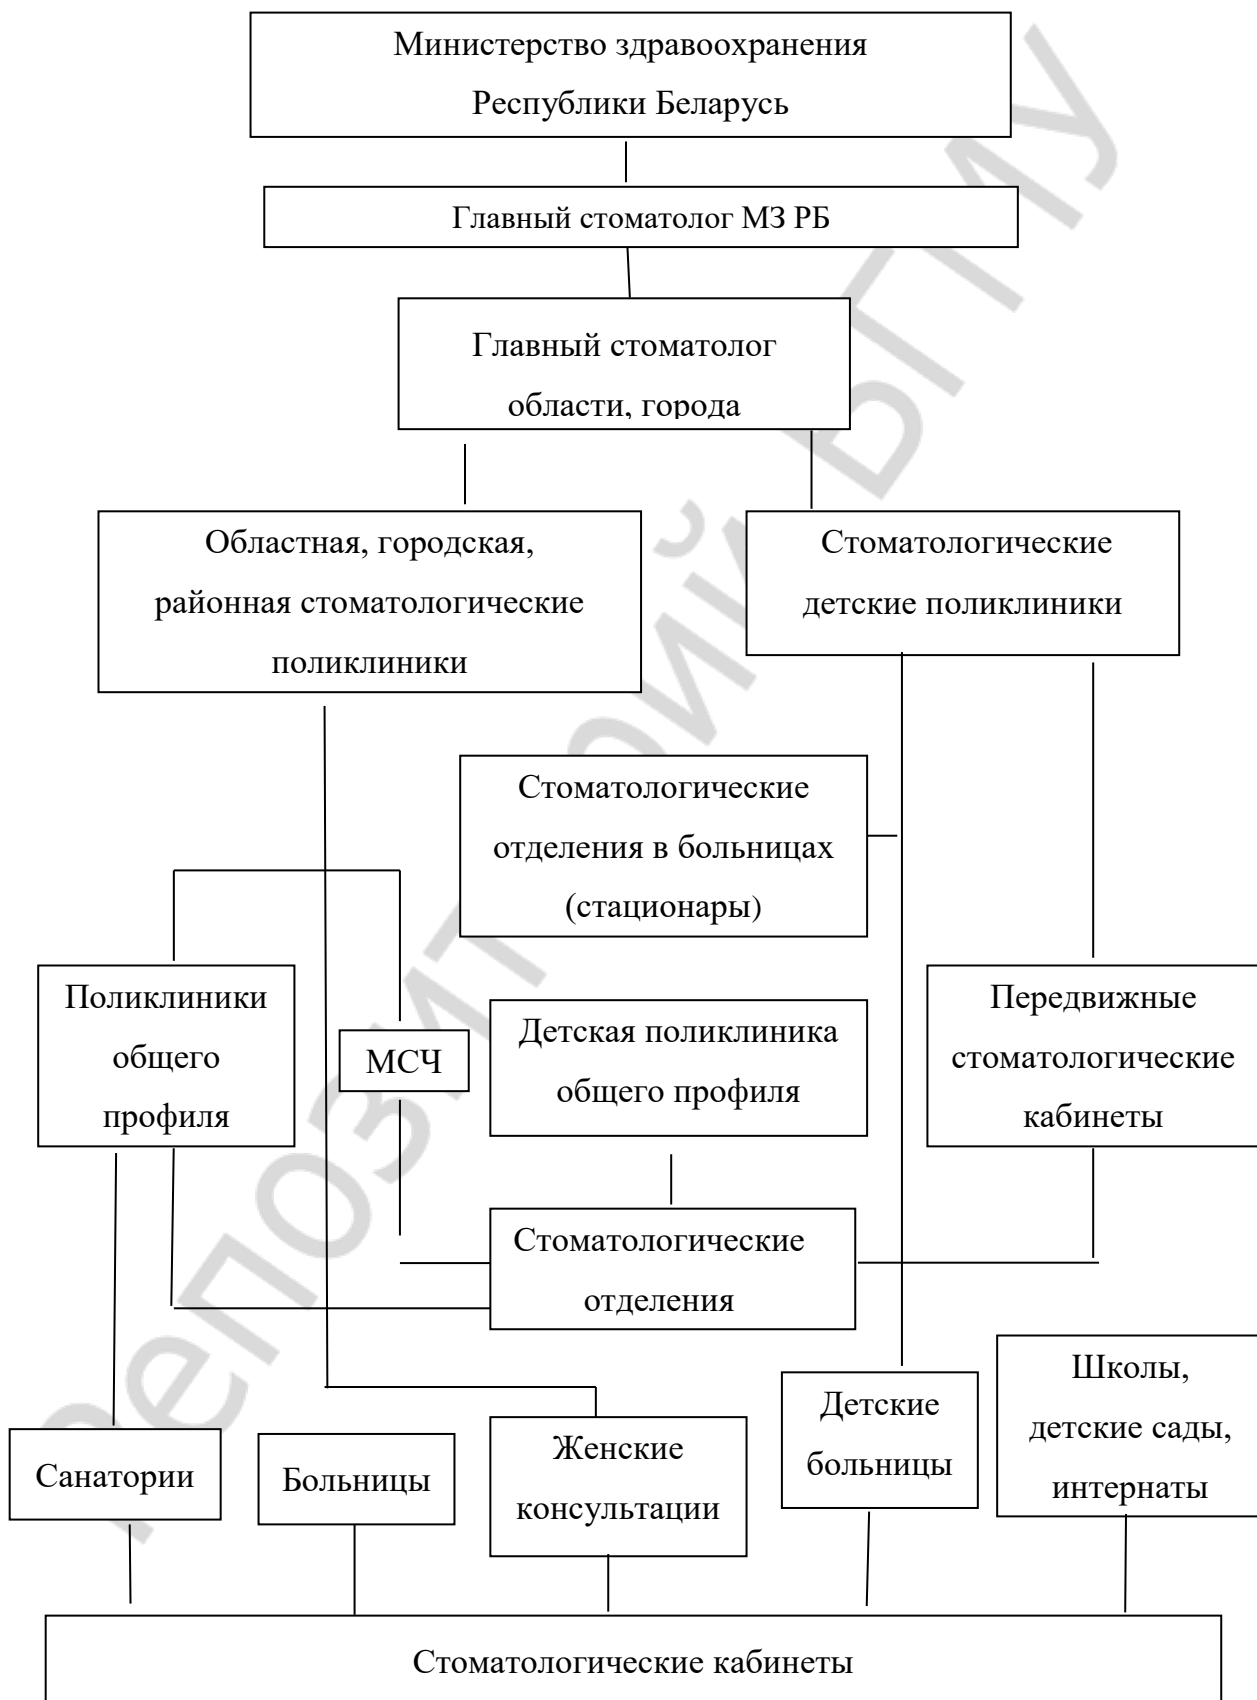 Министерство здравоохранения
Республики Беларусь
Главный стоматолог МЗ РБ
Главный стоматолог
области, города
Областная, городская,
районная стоматологические
поликлиники
Стоматологические
детские поликлиники
Стоматологические
отделения в больницах
(стационары)
Поликлиники
общего
профиля
МСЧ
Детская поликлиника
общего профиля
Передвижные
стоматологические
кабинеты
Стоматологические
отделения
Санатории
Больницы
Женские
консультации
Детские
больницы
Школы,
детские сады,
интернаты
Стоматологические кабинеты